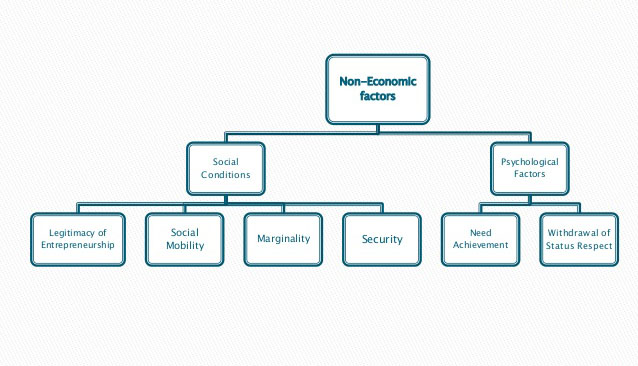 Non-Economic
factors
Social
Conditions
Psychological
Factors
Legitimacy of
Entrepreneurship
Social
Mobility
Marginality
Security
Need
Achievement
Withdrawal of
Status Respect